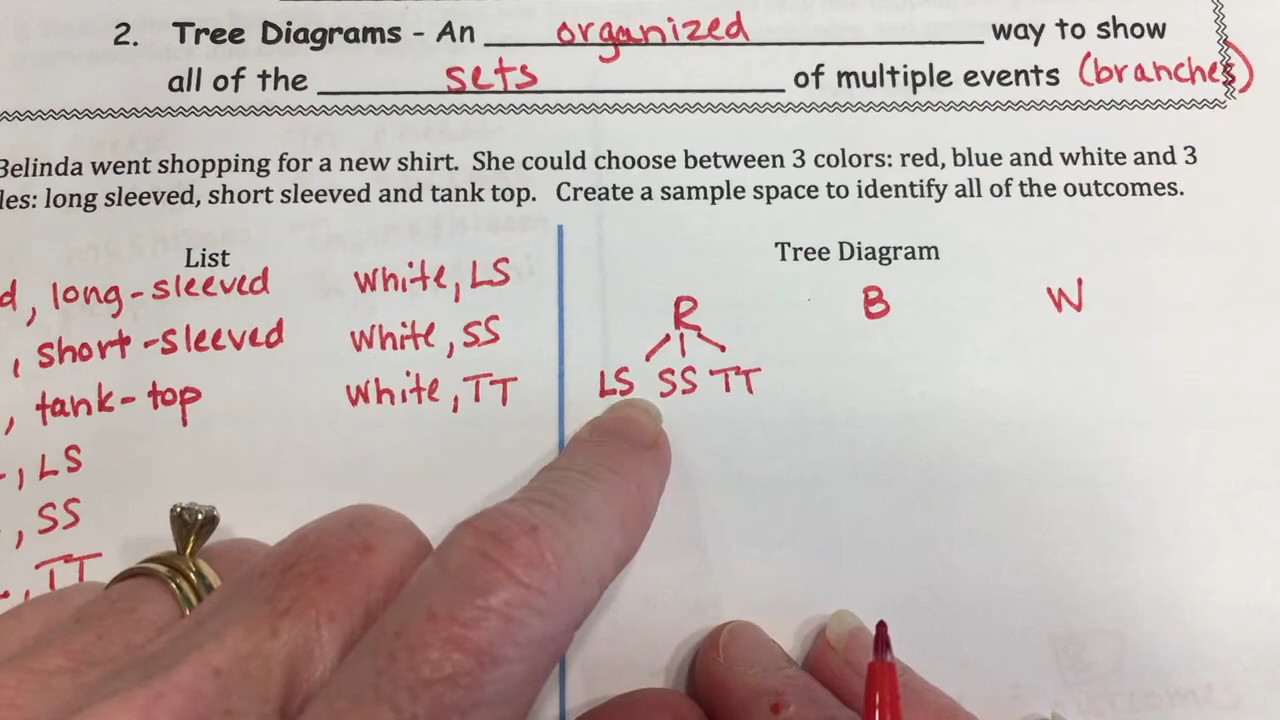 2. Tree Diagrams - An organized way to show
all of the sets of multiple events (branches)
Belinda went shopping for a new shirt. She could choose between 3 colors: red, blue and white and 3
les: long sleeved, short sleeved and tank top. Create a sample space to identify all of the outcomes.
List
d, long-sleeved
, short-sleeved
, tank-top
, LS
, SS
, TT
white, LS
white, SS
white, TT
Tree Diagram
R B W
LS SS TT